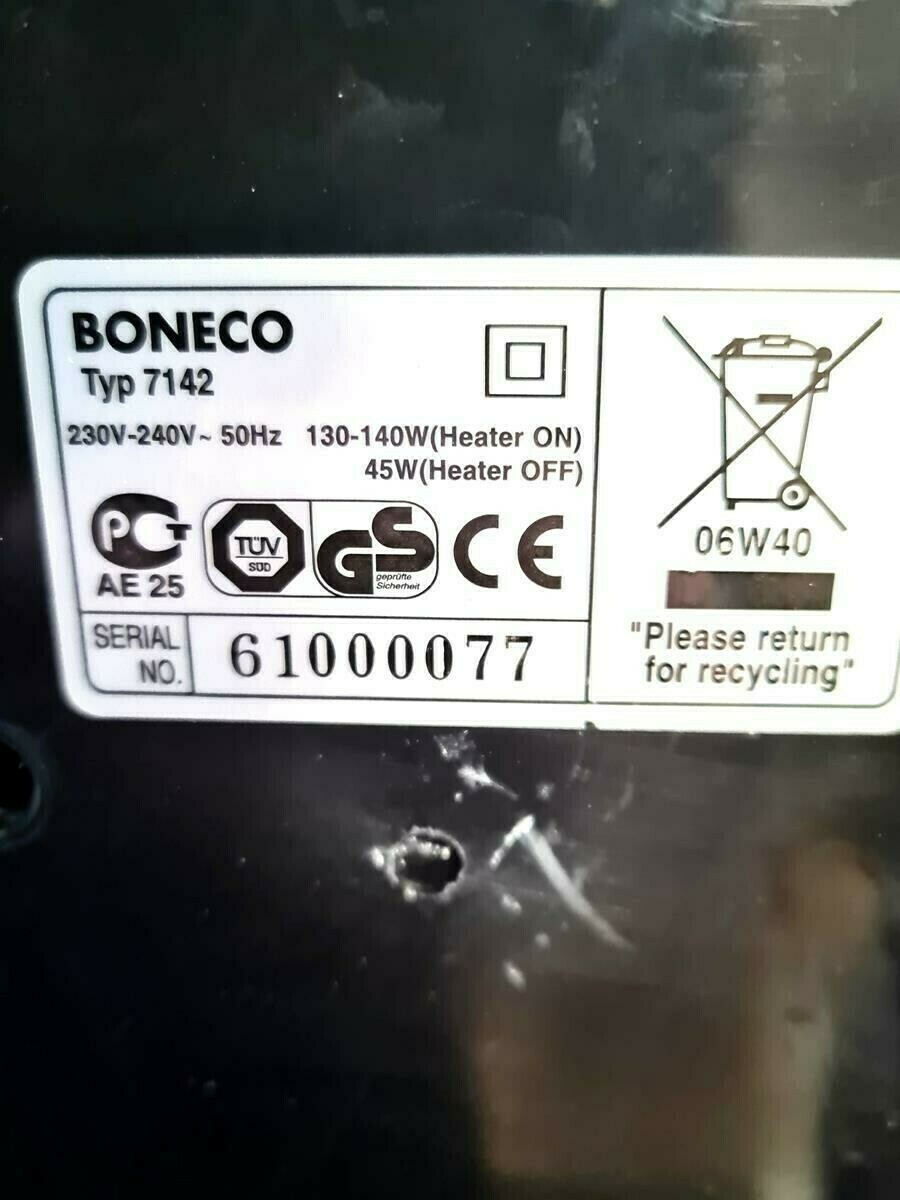 BONECO
Typ 7142
230V-240V~ 50Hz 130-140W(Heater ON)
45W(Heater OFF)
PCT
AE 25
TÜV
SÜD
GS
geprüfte
Sicherheit
CE
SERIAL
NO.
61000077
06W40
"Please return
for recycling"